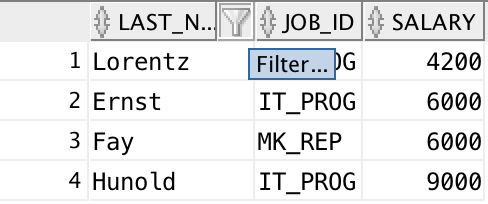 LAST_N... JOB_ID SALARY
1 Lorentz Filter... OG 4200
2 Ernst IT_PROG 6000
3 Fay MK_REP 6000
4 Hunold IT_PROG 9000